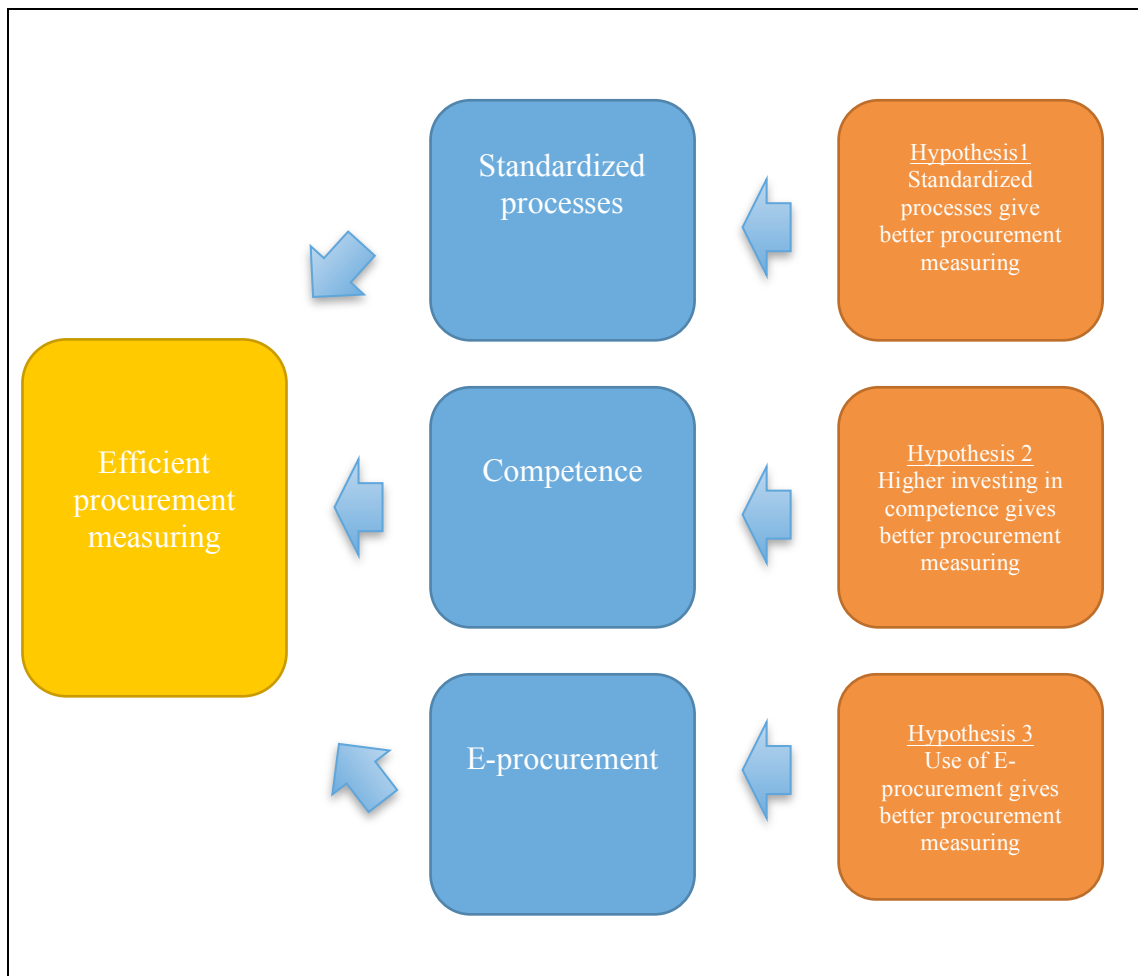 Standardized
processes
Hypothesis1
Standardized
processes give
better procurement
measuring
Efficient
procurement
measuring
Competence
Hypothesis 2
Higher investing in
competence gives
better procurement
measuring
E-procurement
Hypothesis 3
Use of E-
procurement gives
better procurement
measuring